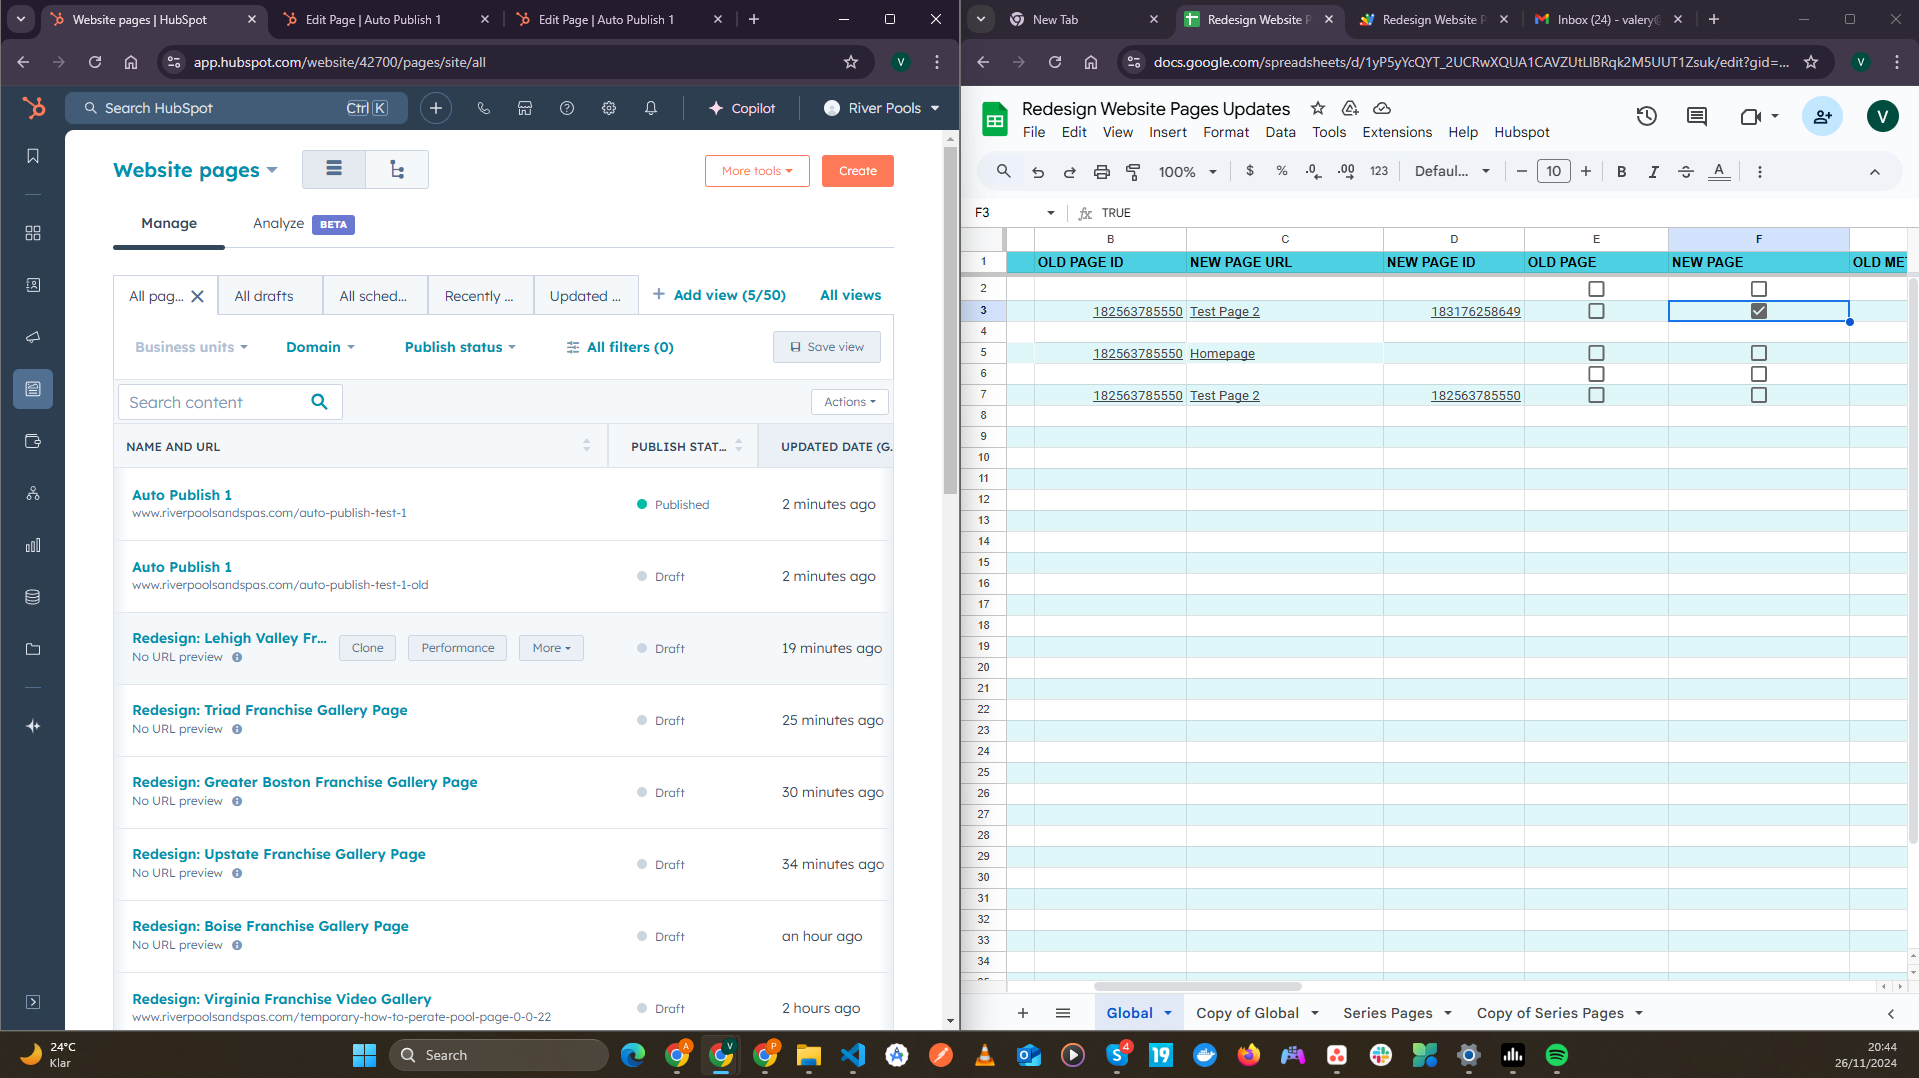 Website pages | HubSpot
Edit Page | Auto Publish 1
Edit Page | Auto Publish 1
app.hubspot.com/website/42700/pages/site/all
V
Search HubSpot
Ctrl K
Copilot
River Pools
Website pages
More tools
Create
Manage
Analyze BETA
All pag...
All drafts
All sched...
Recently ...
Updated ...
Add view (5/50)
All views
Business units
Domain
Publish status
All filters (0)
Save view
Search content
Actions
NAME AND URL
PUBLISH STAT...
UPDATED DATE (G.
Auto Publish 1
www.riverpoolsandspas.com/auto-publish-test-1
Published
2 minutes ago
Auto Publish 1
www.riverpoolsandspas.com/auto-publish-test-1-old
Draft
2 minutes ago
Redesign: Lehigh Valley Fr...
No URL preview
Clone
Performance
More
Draft
19 minutes ago
Redesign: Triad Franchise Gallery Page
No URL preview
Draft
25 minutes ago
Redesign: Greater Boston Franchise Gallery Page
No URL preview
Draft
30 minutes ago
Redesign: Upstate Franchise Gallery Page
No URL preview
Draft
34 minutes ago
Redesign: Boise Franchise Gallery Page
No URL preview
Draft
an hour ago
Redesign: Virginia Franchise Video Gallery
www.riverpoolsandspas.com/temporary-how-to-perate-pool-page-0-0-22
Draft
2 hours ago
New Tab
Redesign Website P
Redesign Website P
Inbox (24) - valery@
docs.google.com/spreadsheets/d/1yP5yYcQYT_2UCRwXQUA1CAVZUtLlBRqk2M5UUT1Zsuk/edit?gid=...
V
Redesign Website Pages Updates
V
File Edit View Insert Format Data Tools Extensions Help Hubspot
100% $ % .0 .00 123 Defaul... 10 B I S A
F3
fx TRUE
B C D E F
1 OLD PAGE ID NEW PAGE URL NEW PAGE ID OLD PAGE NEW PAGE OLD ME
2
3 182563785550 Test Page 2 183176258649
4
5 182563785550 Homepage
6
7 182563785550 Test Page 2 182563785550
8
9
10
11
12
13
14
15
16
17
18
19
20
21
22
23
24
25
26
27
28
29
30
31
32
33
34
Global
Copy of Global
Series Pages
Copy of Series Pages
24°C
Klar
Search
A
V
P
4
19
20:44
26/11/2024